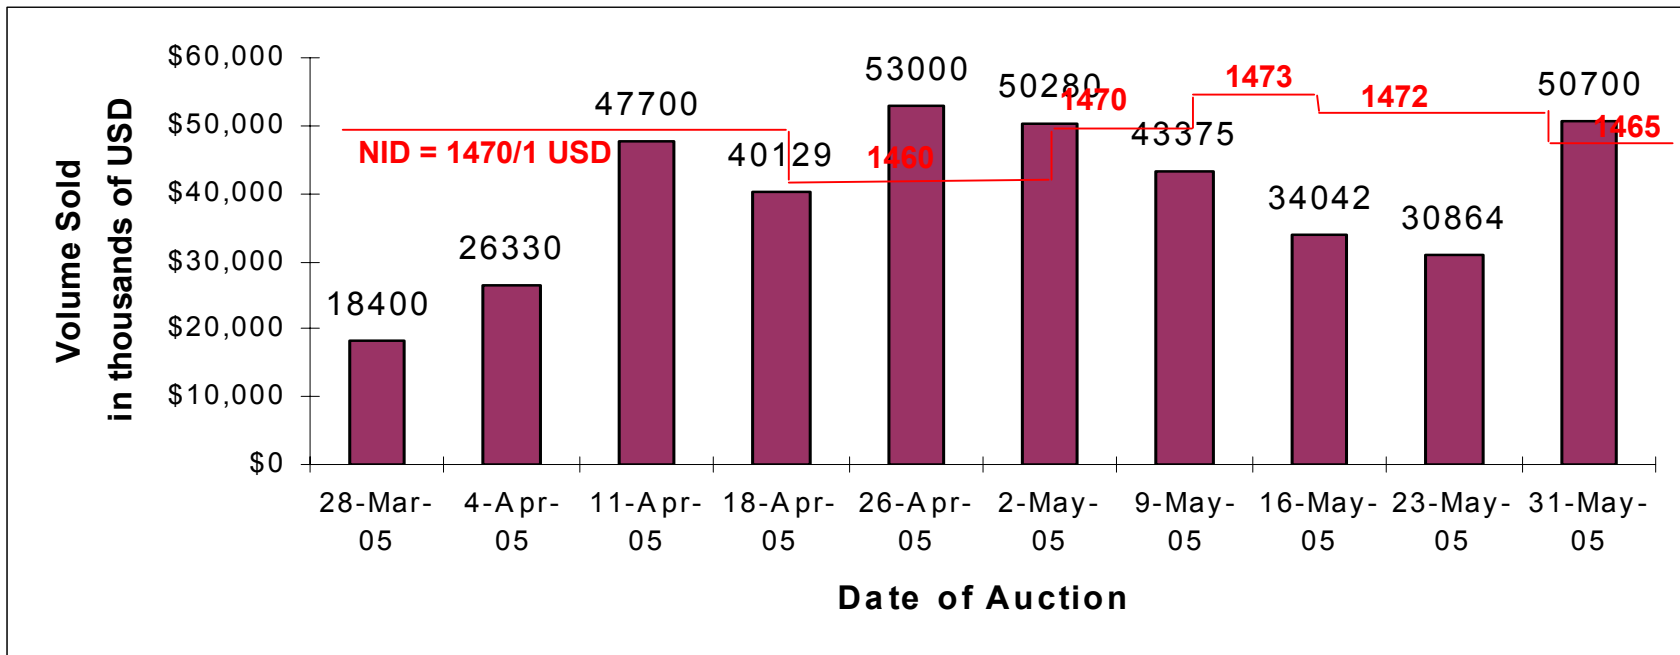 Volume Sold
in thousands of USD
$60,000
$50,000
$40,000
$30,000
$20,000
$10,000
$0
18400
26330
47700
40129
53000
50280
43375
34042
30864
50700
NID = 1470/1 USD
1460
1470
1473
1472
1465
28-Mar-
05
4-Apr-
05
11-Apr-
05
18-Apr-
05
26-Apr-
05
2-May-
05
9-May-
05
16-May-
05
23-May-
05
31-May-
05
Date of Auction